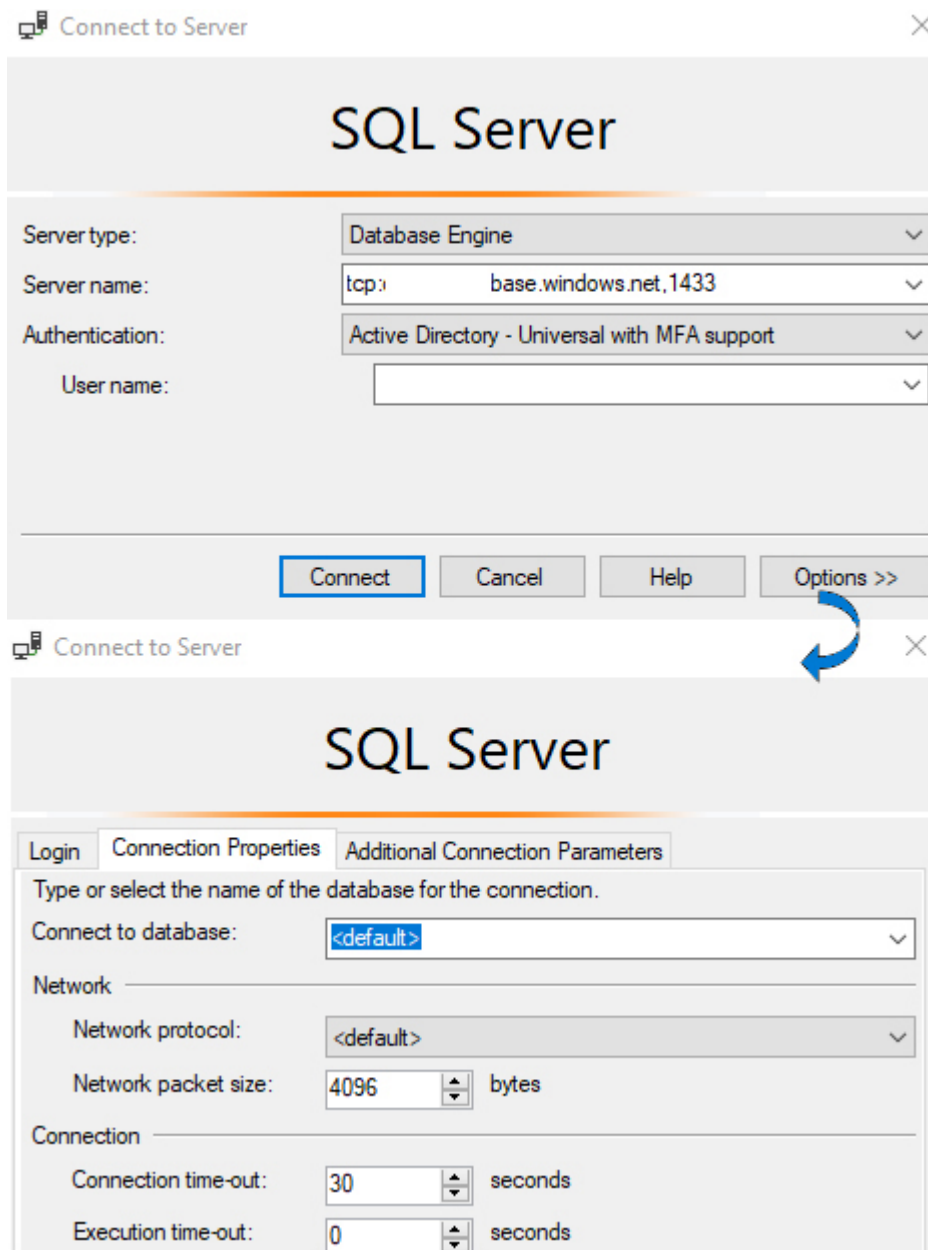 Connect to Server
SQL Server
Server type: Database Engine
Server name: tcp: base.windows.net,1433
Authentication: Active Directory - Universal with MFA support
User name:
Connect Cancel Help Options >>
Connect to Server
SQL Server
Login Connection Properties Additional Connection Parameters
Type or select the name of the database for the connection.
Connect to database: <default>
Network
Network protocol: <default>
Network packet size: 4096 bytes
Connection
Connection time-out: 30 seconds
Execution time-out: 0 seconds